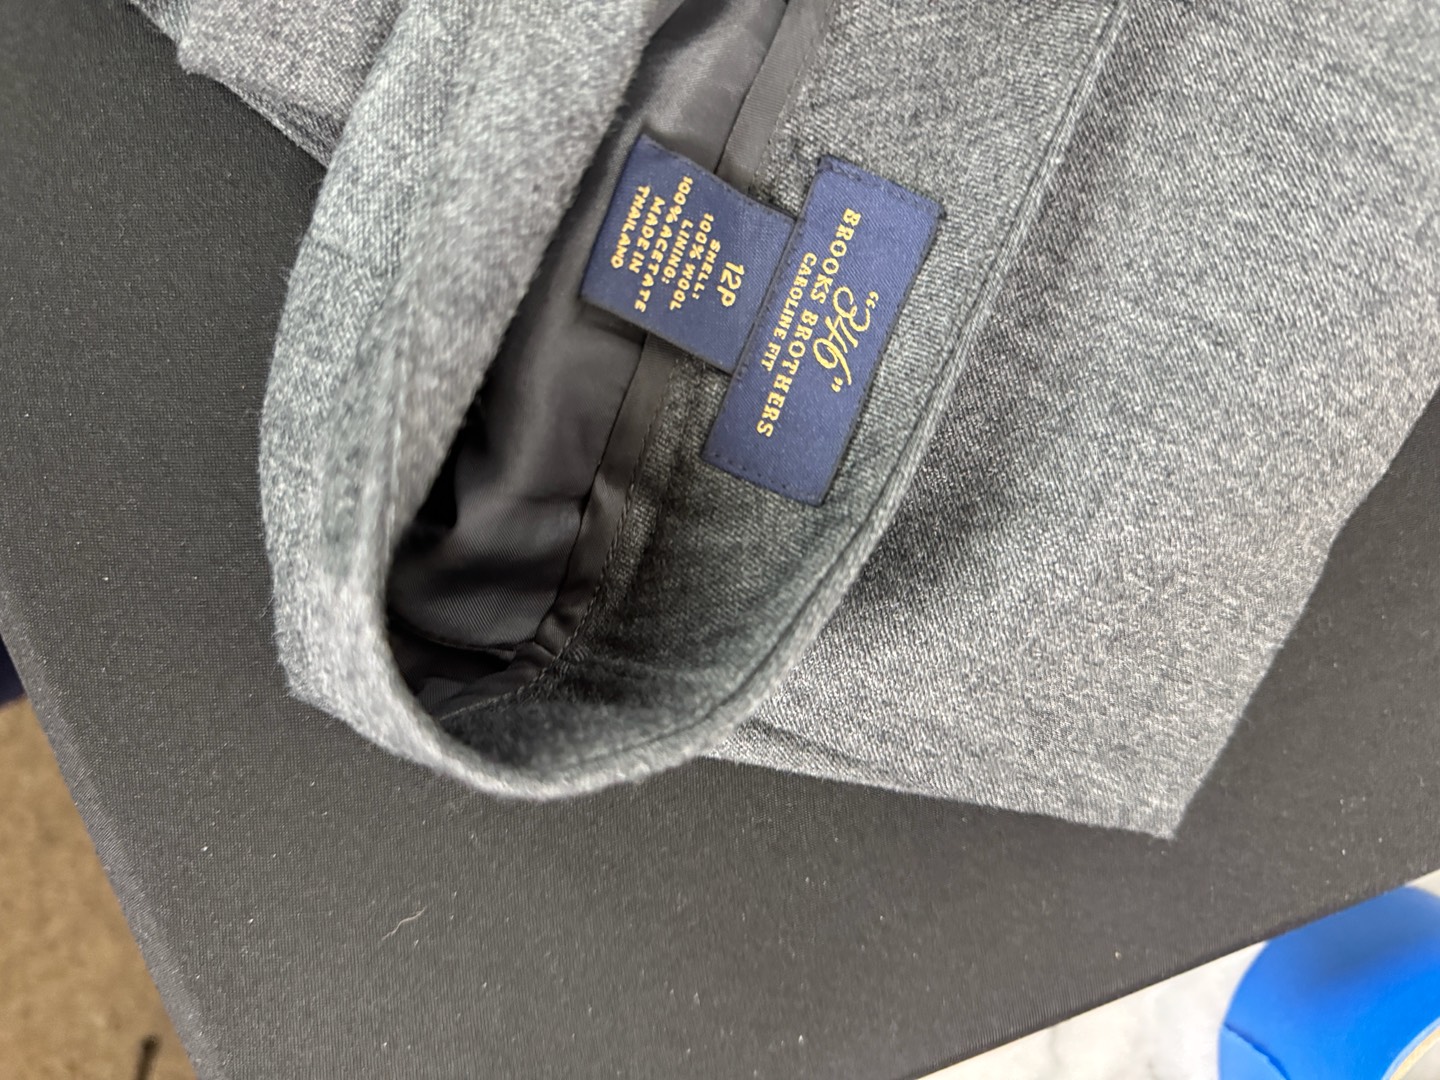 "346"
BROOKS BROTHERS
CAROLINE FIT
12P
SHELL:
100% WOOL
LINING:
100% ACETATE
MADE IN
THAILAND